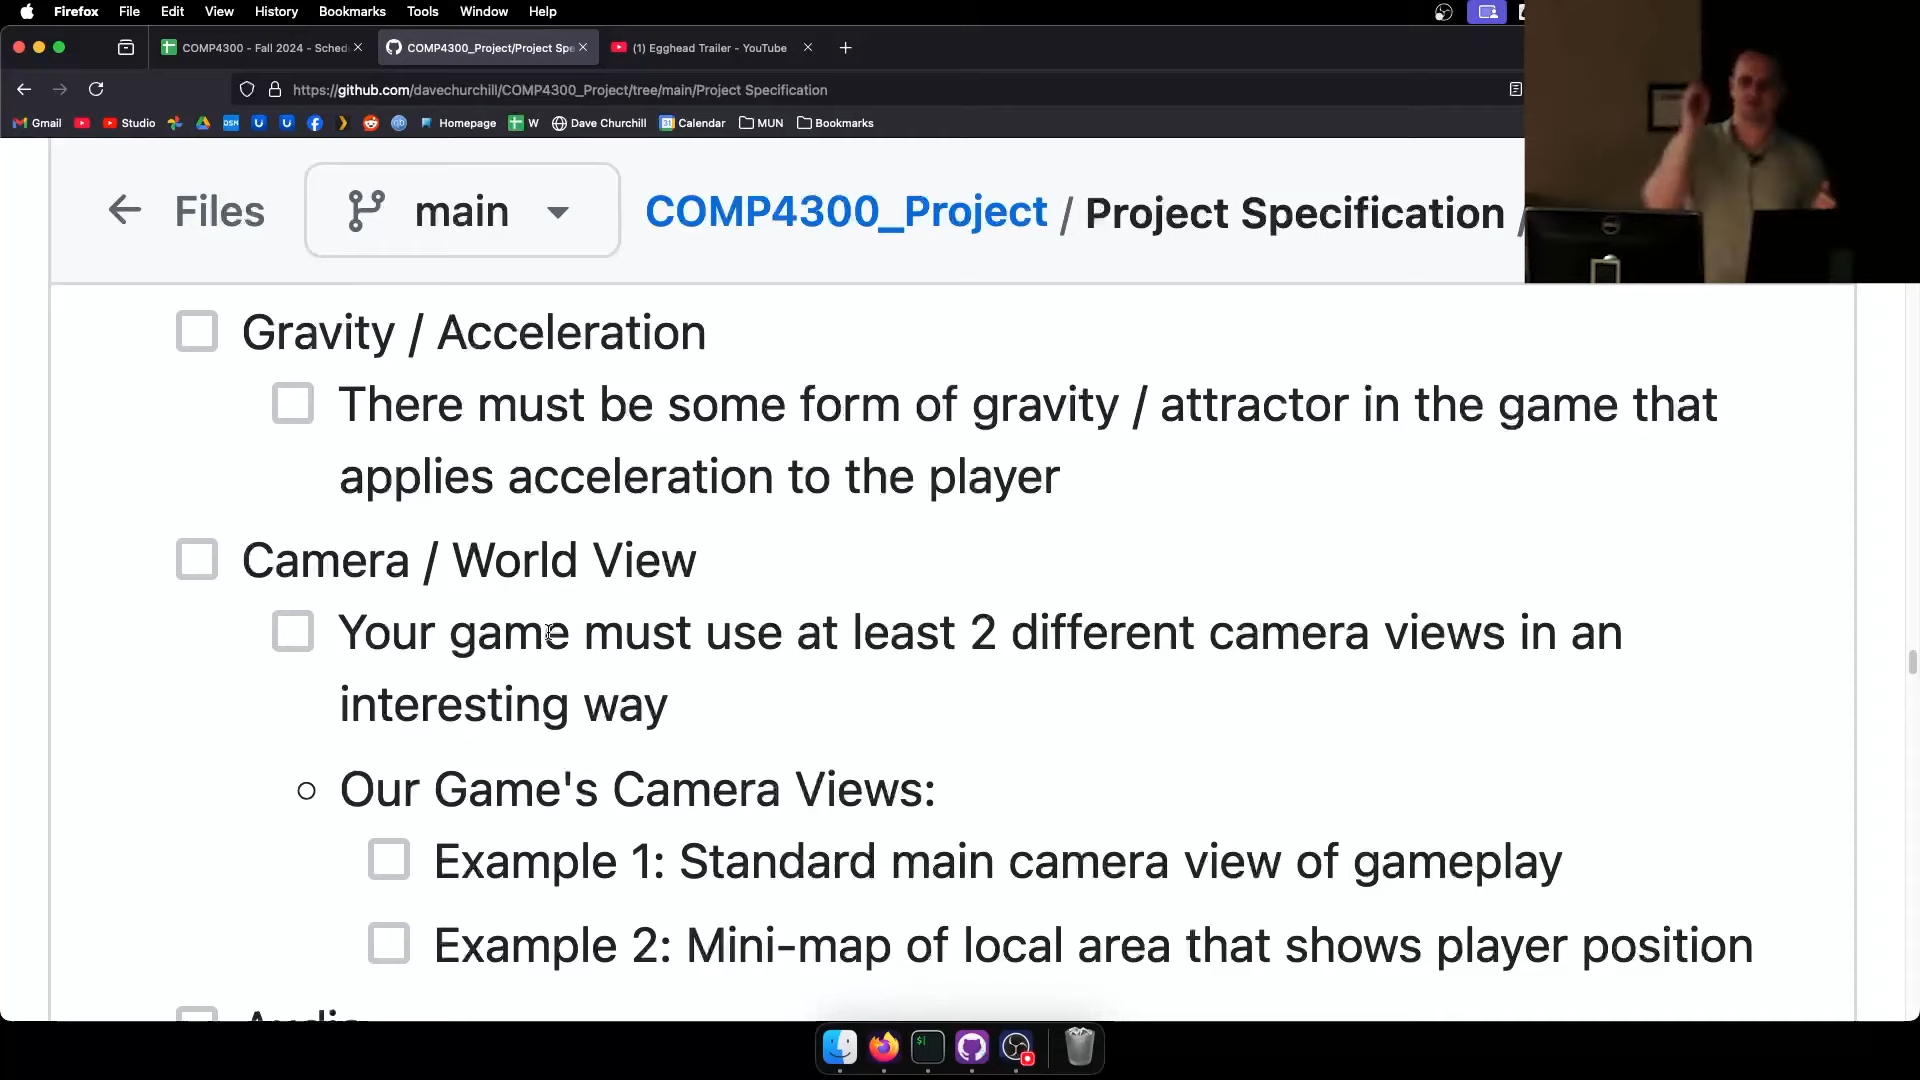 Firefox File Edit View History Bookmarks Tools Window Help
COMP4300 - Fall 2024 - Sched
COMP4300_Project/Project Spe
(1) Egghead Trailer - YouTube
https://github.com/davechurchill/COMP4300_Project/tree/main/Project Specification
Gmail Studio DSM Homepage W Dave Churchill Calendar MUN Bookmarks
Files main COMP4300_Project / Project Specification /
Gravity / Acceleration
There must be some form of gravity / attractor in the game that
applies acceleration to the player
Camera / World View
Your game must use at least 2 different camera views in an
interesting way
Our Game's Camera Views:
Example 1: Standard main camera view of gameplay
Example 2: Mini-map of local area that shows player position
Audio